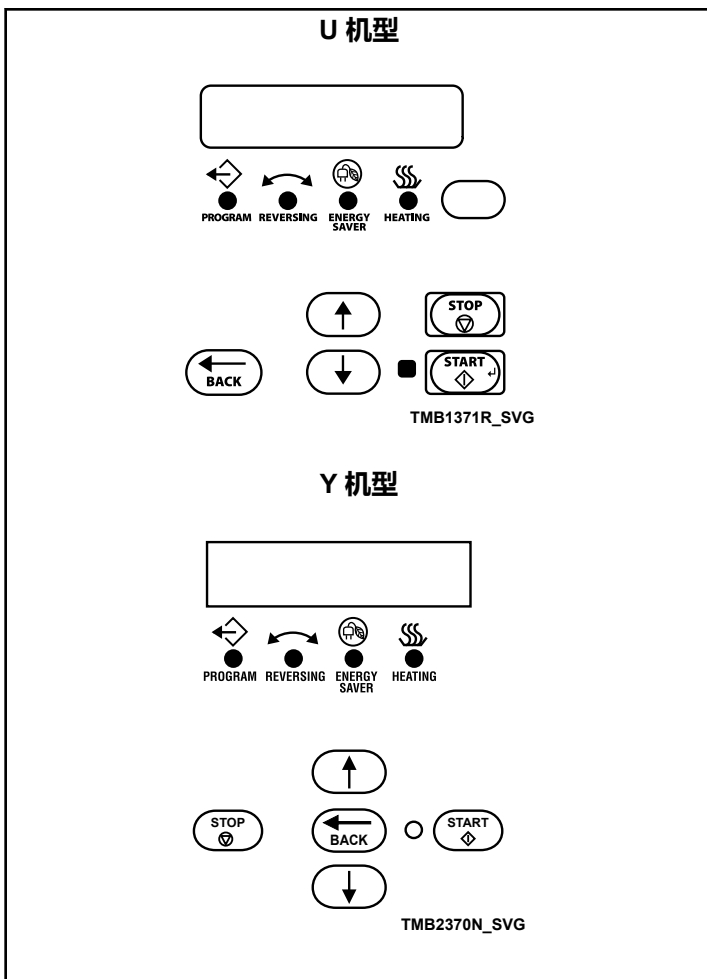 U 机型
PROGRAM REVERSING ENERGY SAVER HEATING
STOP
BACK START
TMB1371R_SVG
Y 机型
PROGRAM REVERSING ENERGY SAVER HEATING
STOP BACK START
TMB2370N_SVG